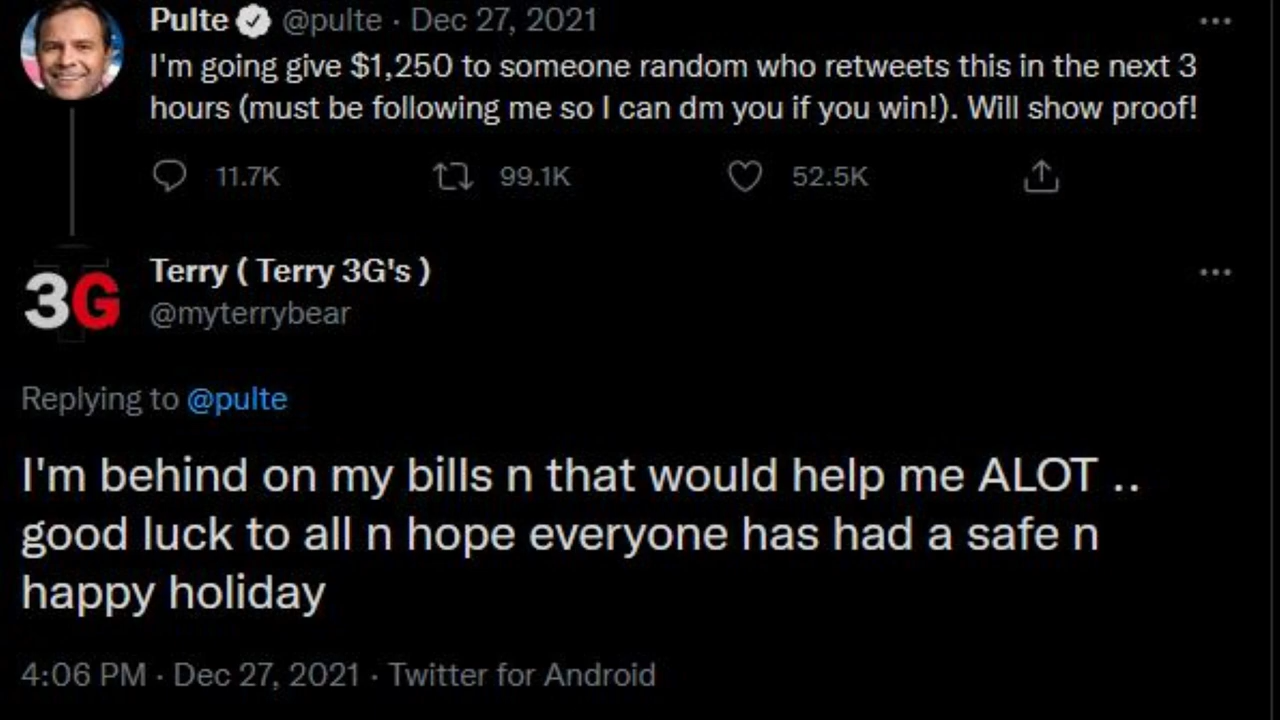 Pulte @pulte · Dec 27, 2021
I'm going give $1,250 to someone random who retweets this in the next 3
hours (must be following me so I can dm you if you win!). Will show proof!
11.7K 99.1K 52.5K
3G Terry ( Terry 3G's )
@myterrybear
Replying to @pulte
I'm behind on my bills n that would help me ALOT ..
good luck to all n hope everyone has had a safe n
happy holiday
4:06 PM · Dec 27, 2021 · Twitter for Android